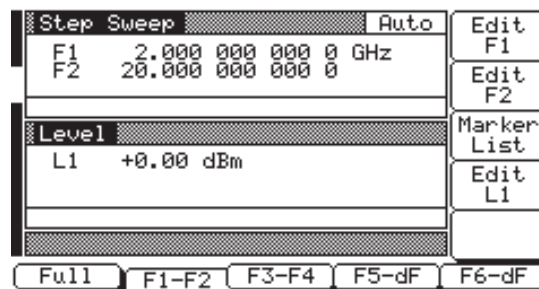 Step Sweep Auto
F1 2.000 000 000 0 GHz
F2 20.000 000 000 0
Level
L1 +0.00 dBm
Edit
F1
Edit
F2
Marker
List
Edit
L1
Full F1-F2 F3-F4 F5-dF F6-dF